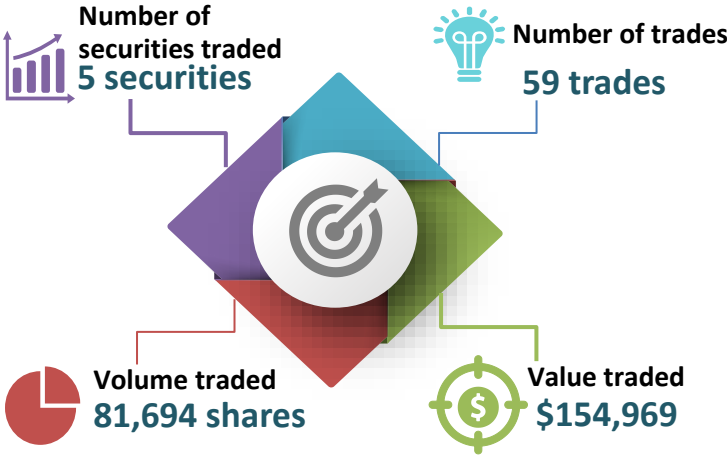 Number of
securities traded
5 securities
Number of trades
59 trades
Volume traded
81,694 shares
Value traded
$154,969
$